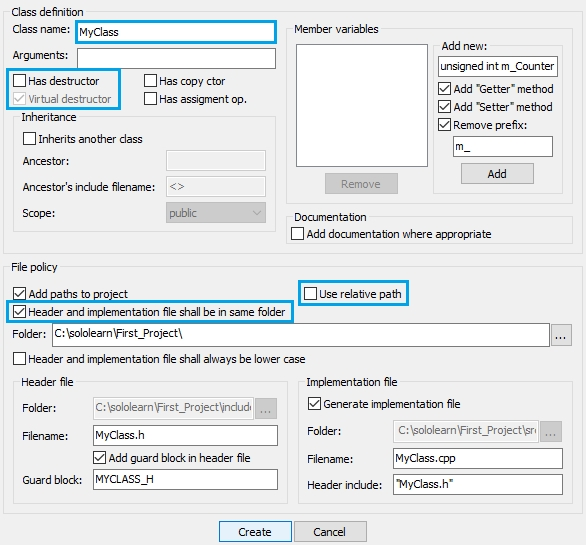 Class definition
Class name: MyClass
Arguments:
Has destructor
Has copy ctor
Virtual destructor
Has assigment op.
Inheritance
Inherits another class
Ancestor:
Ancestor's include filename: <>
Scope: public
Member variables
Remove
Add new:
unsigned int m_Counter
Add "Getter" method
Add "Setter" method
Remove prefix:
m_
Add
Documentation
Add documentation where appropriate
File policy
Add paths to project
Use relative path
Header and implementation file shall be in same folder
Folder: C:\sololearn\First_Project\ ...
Header and implementation file shall always be lower case
Header file
Folder: C:\sololearn\First_Project\include ...
Filename: MyClass.h
Add guard block in header file
Guard block: MYCLASS_H
Implementation file
Generate implementation file
Folder: C:\sololearn\First_Project\src ...
Filename: MyClass.cpp
Header include: "MyClass.h"
Create Cancel